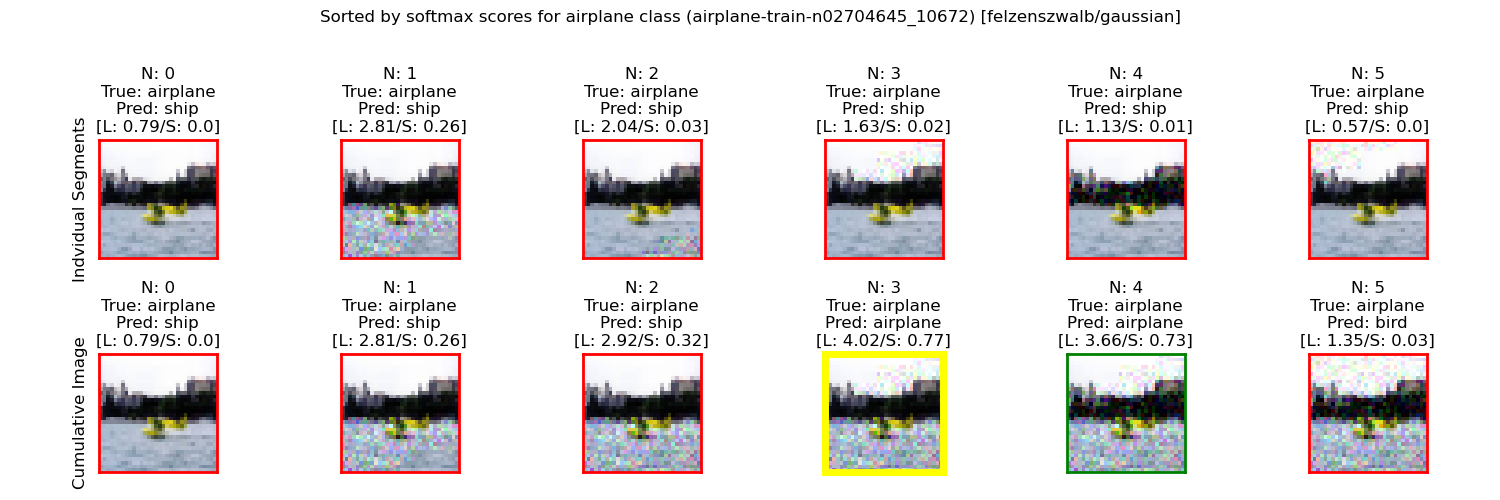 Sorted by softmax scores for airplane class (airplane-train-n02704645_10672) [felzenszwalb/gaussian]
Indvidual Segments
N: 0
True: airplane
Pred: ship
[L: 0.79/S: 0.0]
N: 1
True: airplane
Pred: ship
[L: 2.81/S: 0.26]
N: 2
True: airplane
Pred: ship
[L: 2.04/S: 0.03]
N: 3
True: airplane
Pred: ship
[L: 1.63/S: 0.02]
N: 4
True: airplane
Pred: ship
[L: 1.13/S: 0.01]
N: 5
True: airplane
Pred: ship
[L: 0.57/S: 0.0]
Cumulative Image
N: 0
True: airplane
Pred: ship
[L: 0.79/S: 0.0]
N: 1
True: airplane
Pred: ship
[L: 2.81/S: 0.26]
N: 2
True: airplane
Pred: ship
[L: 2.92/S: 0.32]
N: 3
True: airplane
Pred: airplane
[L: 4.02/S: 0.77]
N: 4
True: airplane
Pred: airplane
[L: 3.66/S: 0.73]
N: 5
True: airplane
Pred: bird
[L: 1.35/S: 0.03]